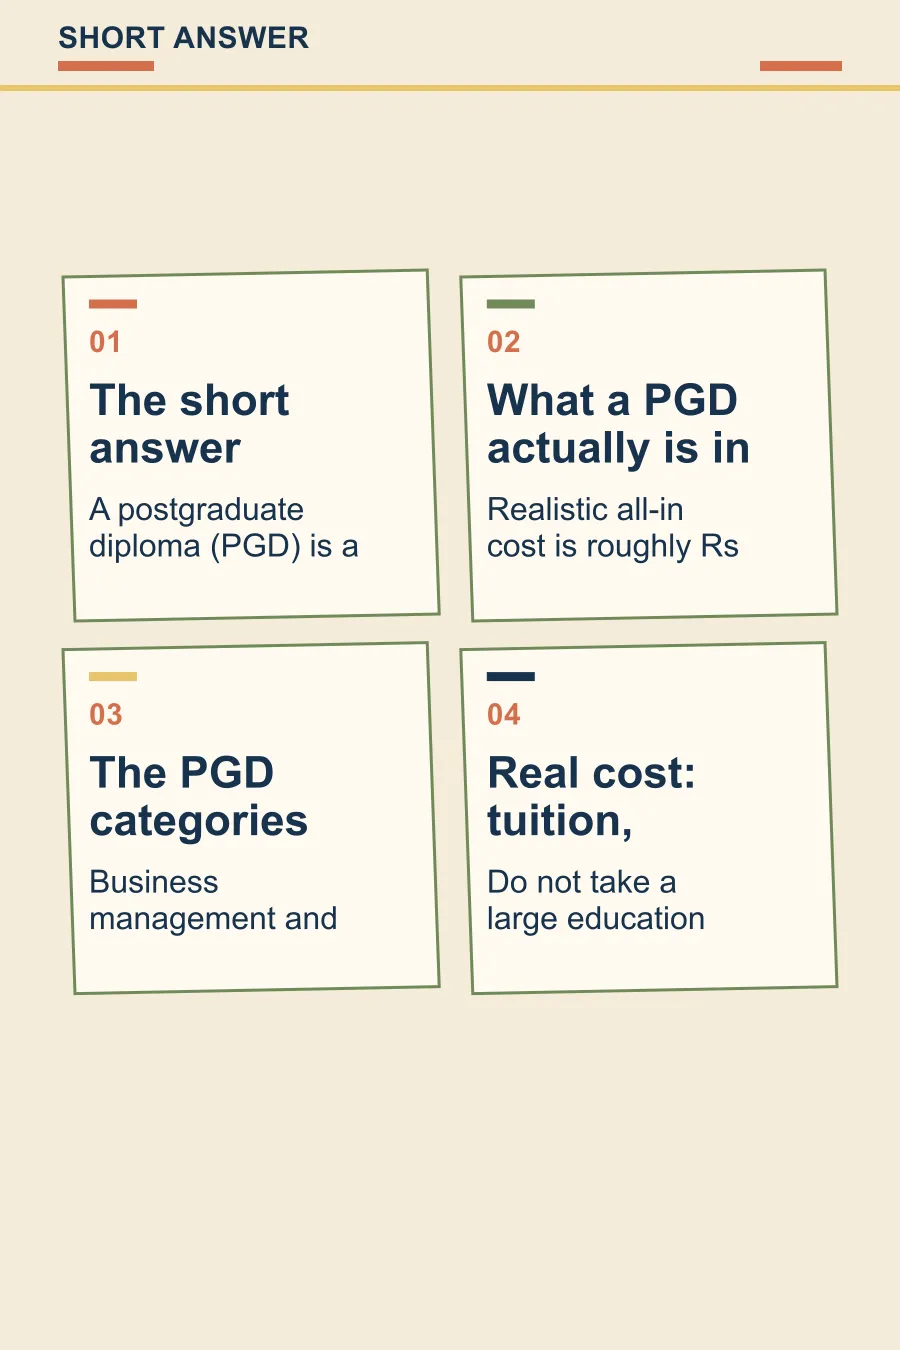 SHORT ANSWER
01
The short
answer
A postgraduate
diploma (PGD) is a
02
What a PGD
actually is in
Realistic all-in
cost is roughly Rs
03
The PGD
categories
Business
management and
04
Real cost:
tuition,
Do not take a
large education